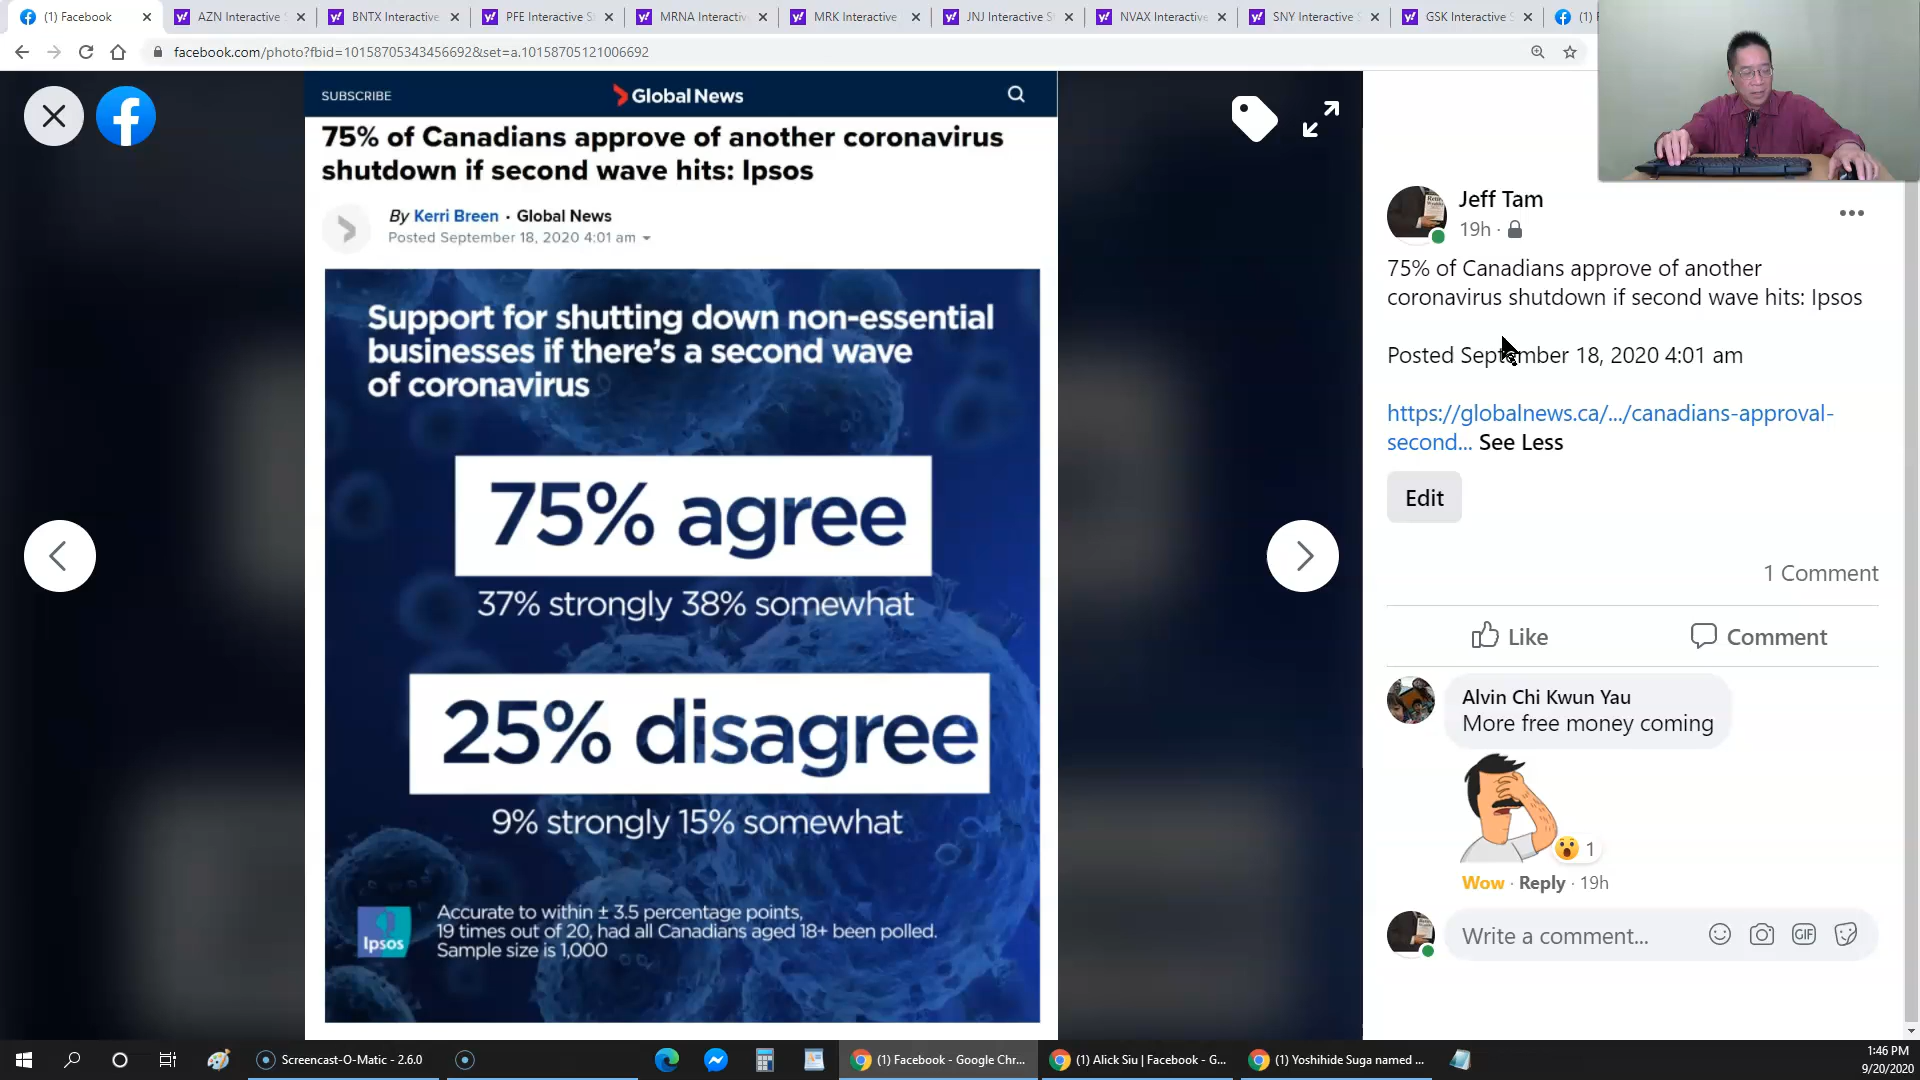 (1) Facebook
AZN Interactive S
BNTX Interactive
PFE Interactive S
MRNA Interactiv
MRK Interactive
JNJ Interactive S
NVAX Interactive
SNY Interactive S
GSK Interactive S
(1) F
facebook.com/photo?fbid=10158705343456692&set=a.10158705121006692
SUBSCRIBE
Global News
75% of Canadians approve of another coronavirus
shutdown if second wave hits: Ipsos
By Kerri Breen · Global News
Posted September 18, 2020 4:01 am
Support for shutting down non-essential
businesses if there's a second wave
of coronavirus
75% agree
37% strongly 38% somewhat
25% disagree
9% strongly 15% somewhat
Ipsos
Accurate to within ± 3.5 percentage points,
19 times out of 20, had all Canadians aged 18+ been polled.
Sample size is 1,000
Jeff Tam
19h ·
75% of Canadians approve of another
coronavirus shutdown if second wave hits: Ipsos
Posted September 18, 2020 4:01 am
https://globalnews.ca/.../canadians-approval-
second... See Less
Edit
1 Comment
Like
Comment
Alvin Chi Kwun Yau
More free money coming
1
Wow · Reply · 19h
Write a comment...
GIF
Screencast-O-Matic - 2.6.0
(1) Facebook - Google Chr...
(1) Alick Siu | Facebook - G...
(1) Yoshihide Suga named ...
1:46 PM
9/20/2020